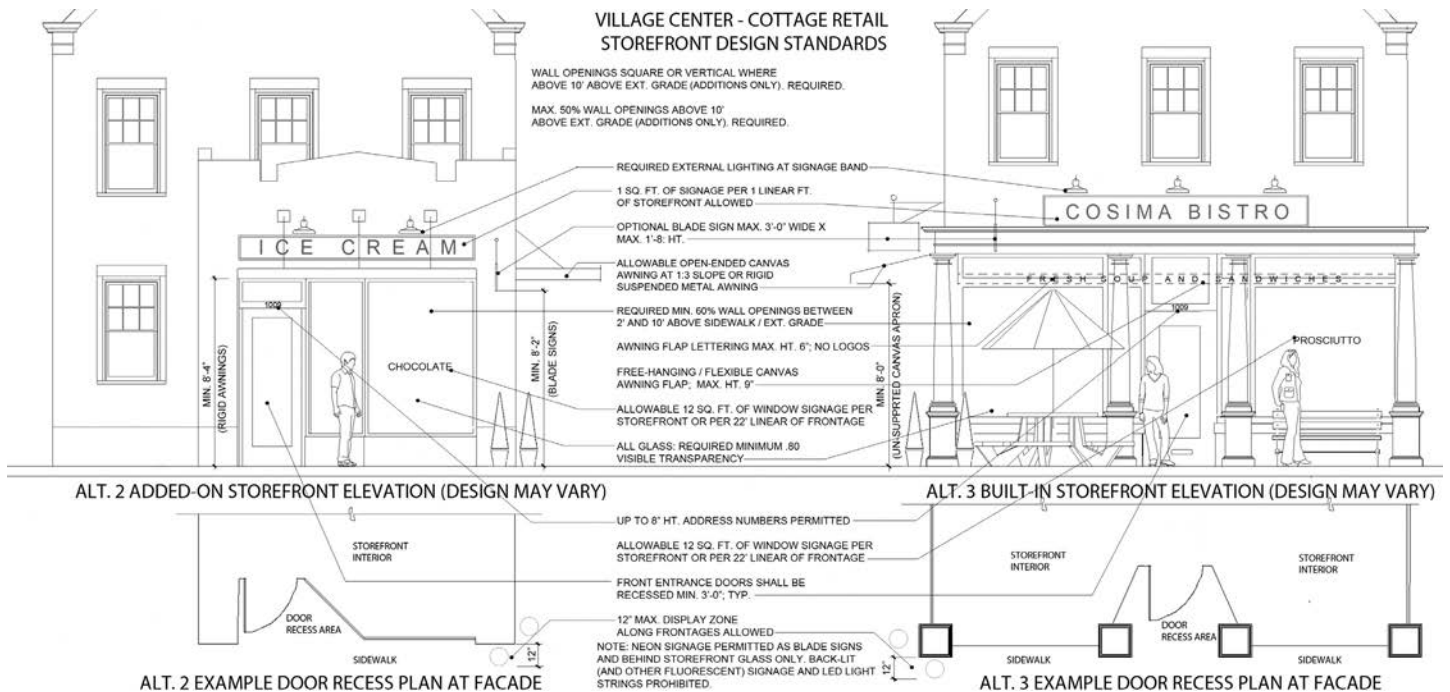 VILLAGE CENTER - COTTAGE RETAIL
STOREFRONT DESIGN STANDARDS
WALL OPENINGS SQUARE OR VERTICAL WHERE
ABOVE 10' ABOVE EXT. GRADE (ADDITIONS ONLY). REQUIRED.
MAX. 50% WALL OPENINGS ABOVE 10'
ABOVE EXT. GRADE (ADDITIONS ONLY). REQUIRED.
REQUIRED EXTERNAL LIGHTING AT SIGNAGE BAND
1 SQ. FT. OF SIGNAGE PER 1 LINEAR FT.
OF STOREFRONT ALLOWED
OPTIONAL BLADE SIGN MAX. 3'-0" WIDE X
MAX. 1'-8: HT.
ALLOWABLE OPEN-ENDED CANVAS
AWNING AT 1:3 SLOPE OR RIGID
SUSPENDED METAL AWNING
REQUIRED MIN. 60% WALL OPENINGS BETWEEN
2' AND 10' ABOVE SIDEWALK / EXT. GRADE
AWNING FLAP LETTERING MAX. HT. 6"; NO LOGOS
FREE-HANGING / FLEXIBLE CANVAS
AWNING FLAP; MAX. HT. 9"
ALLOWABLE 12 SQ. FT. OF WINDOW SIGNAGE PER
STOREFRONT OR PER 22' LINEAR OF FRONTAGE
ALL GLASS: REQUIRED MINIMUM .80
VISIBLE TRANSPARENCY
ICE CREAM
1009
CHOCOLATE
MIN. 8'-4"
(RIGID AWNINGS)
MIN. 8'-2"
(BLADE SIGNS)
COSIMA BISTRO
FRESH SOUP AND SANDWICHES
1009
PROSCIUTTO
MIN. 8'-0"
(UN-SUPPRTED CANVAS APRON)
ALT. 2 ADDED-ON STOREFRONT ELEVATION (DESIGN MAY VARY)
ALT. 3 BUILT-IN STOREFRONT ELEVATION (DESIGN MAY VARY)
UP TO 8" HT. ADDRESS NUMBERS PERMITTED
ALLOWABLE 12 SQ. FT. OF WINDOW SIGNAGE PER
STOREFRONT OR PER 22' LINEAR OF FRONTAGE
FRONT ENTRANCE DOORS SHALL BE
RECESSED MIN. 3'-0"; TYP.
12" MAX. DISPLAY ZONE
ALONG FRONTAGES ALLOWED
NOTE: NEON SIGNAGE PERMITTED AS BLADE SIGNS
AND BEHIND STOREFRONT GLASS ONLY. BACK-LIT
(AND OTHER FLUORESCENT) SIGNAGE AND LED LIGHT
STRINGS PROHIBITED.
STOREFRONT
INTERIOR
DOOR
RECESS AREA
SIDEWALK
12"
ALT. 2 EXAMPLE DOOR RECESS PLAN AT FACADE
STOREFRONT
INTERIOR
STOREFRONT
INTERIOR
DOOR
RECESS AREA
SIDEWALK
SIDEWALK
12"
ALT. 3 EXAMPLE DOOR RECESS PLAN AT FACADE